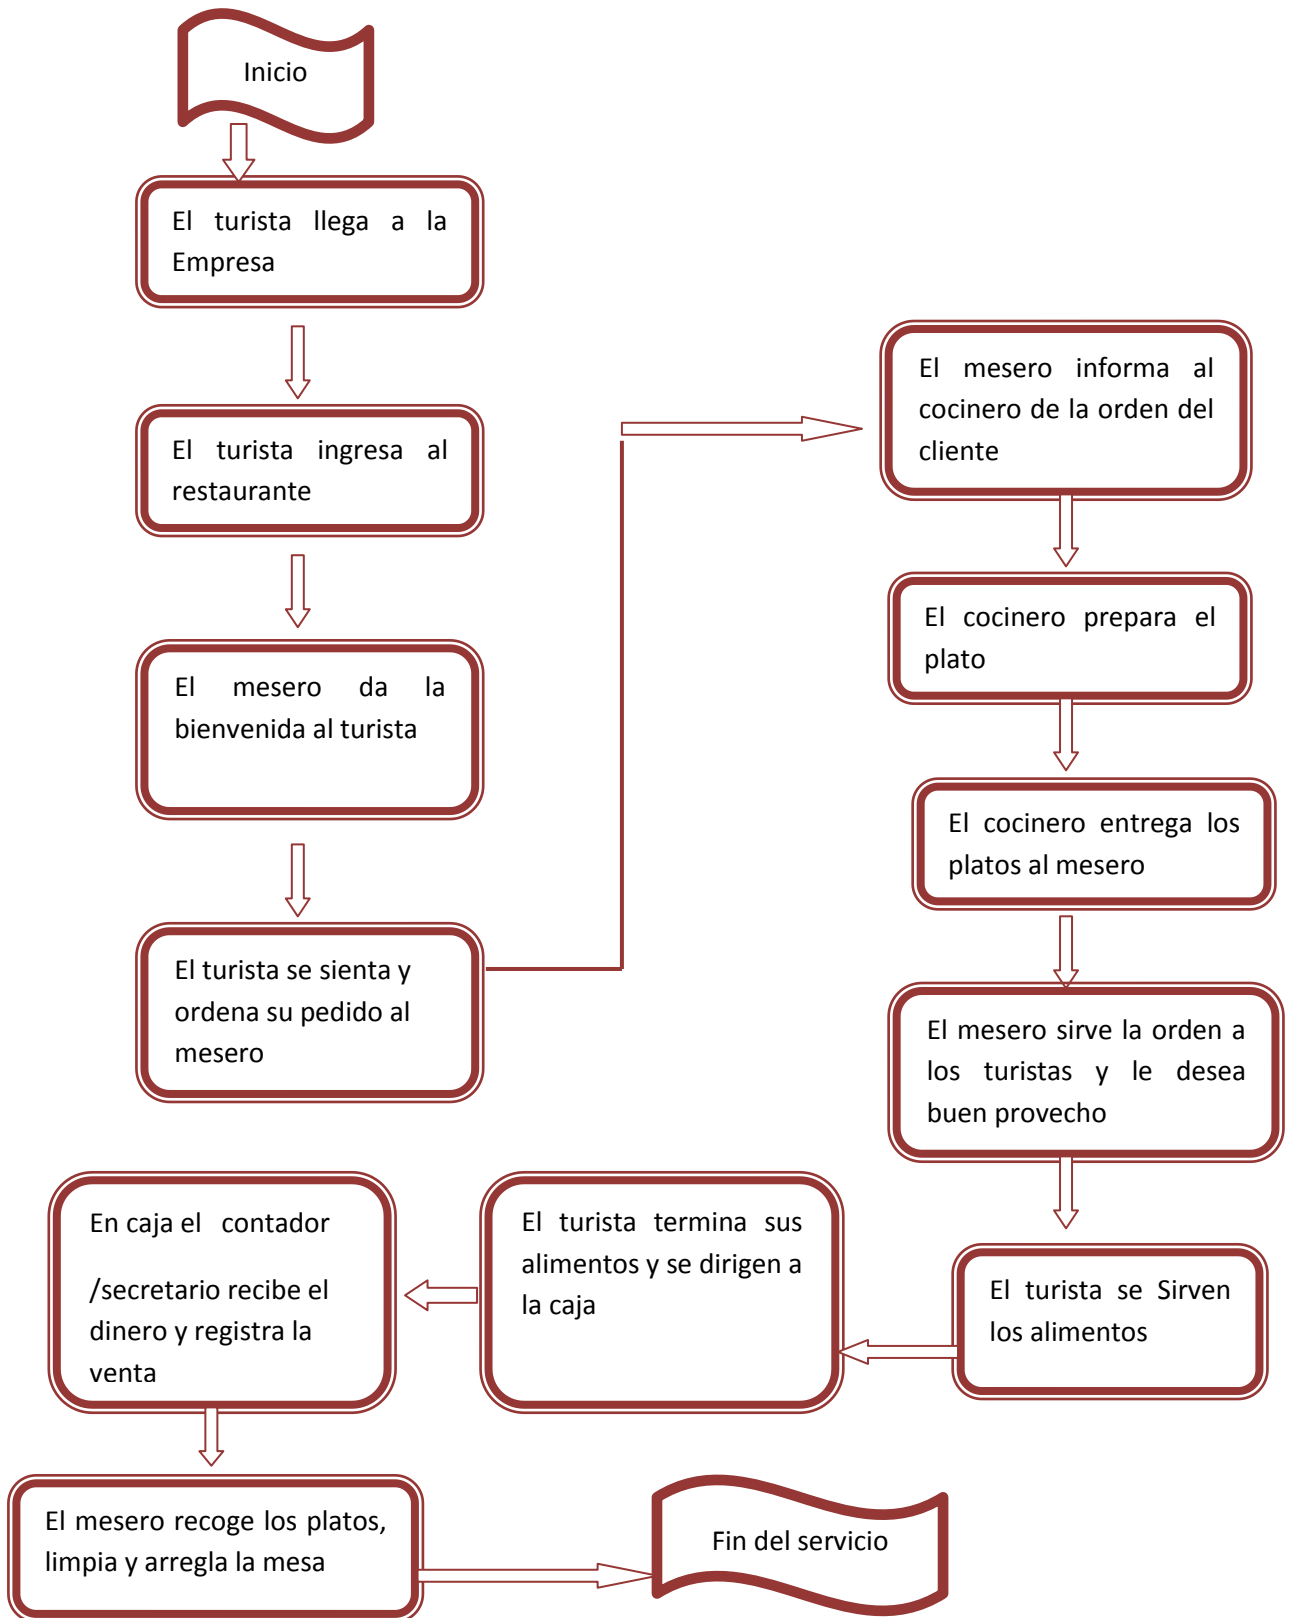 Inicio
El turista llega a la
Empresa
El turista ingresa al
restaurante
El mesero da la
bienvenida al turista
El turista se sienta y
ordena su pedido al
mesero
El mesero informa al
cocinero de la orden del
cliente
El cocinero prepara el
plato
El cocinero entrega los
platos al mesero
El mesero sirve la orden a
los turistas y le desea
buen provecho
El turista se Sirven
los alimentos
El turista termina sus
alimentos y se dirigen a
la caja
En caja el contador
/secretario recibe el
dinero y registra la
venta
El mesero recoge los platos,
limpia y arregla la mesa
Fin del servicio